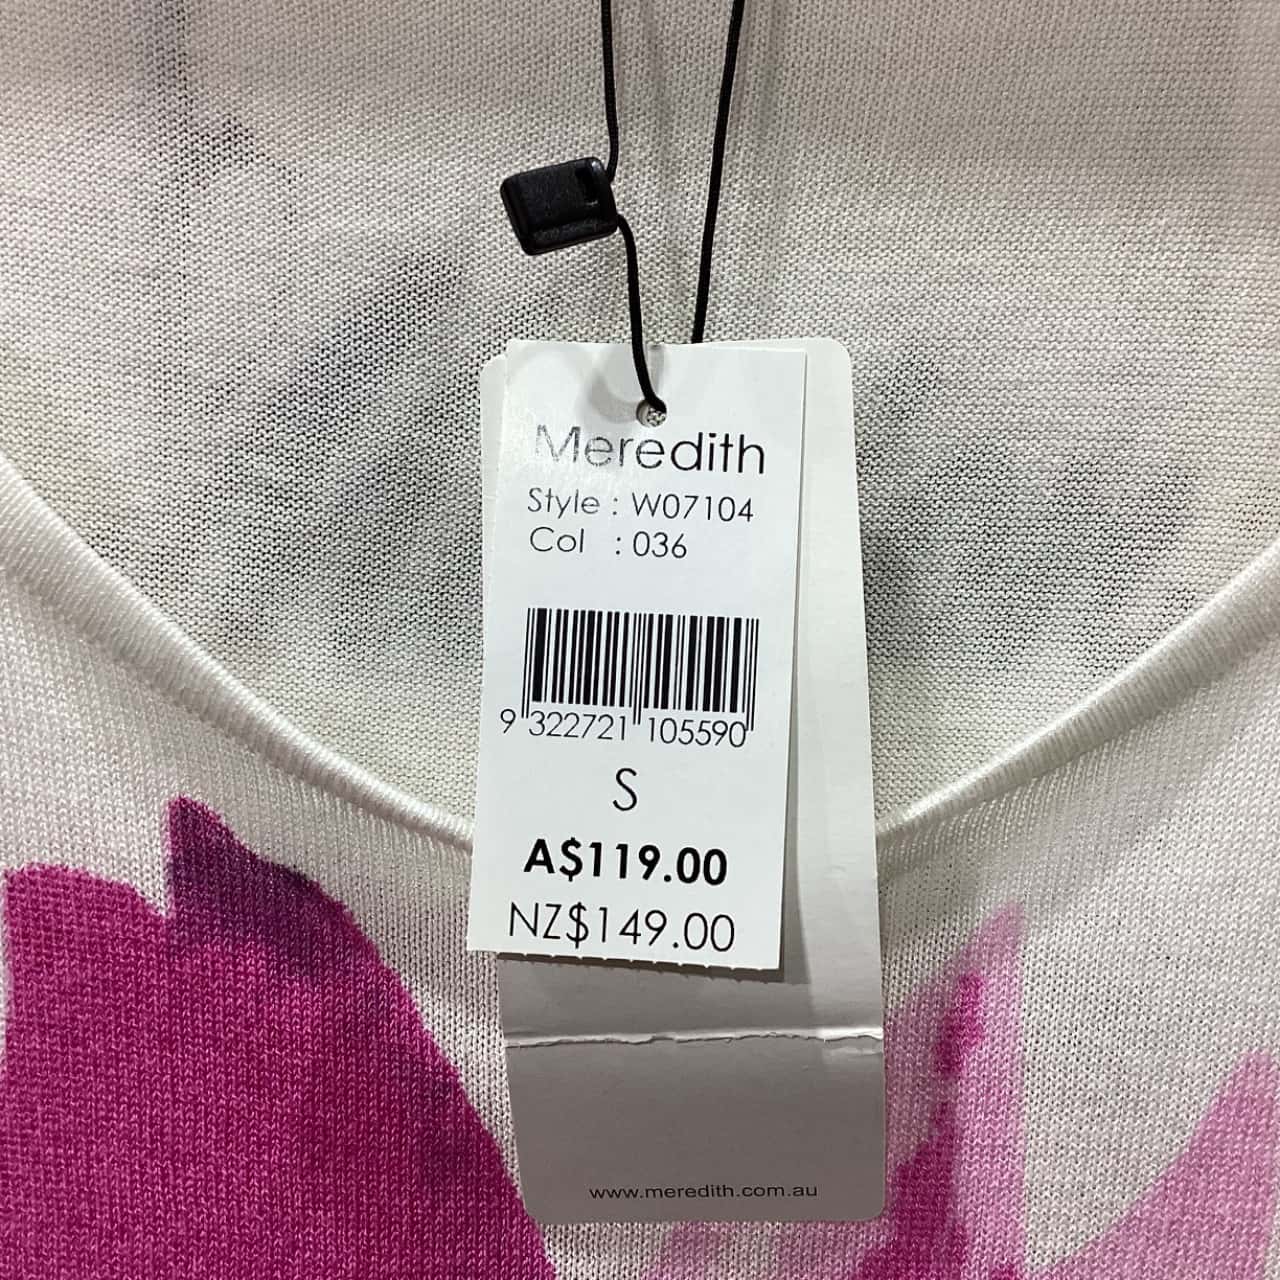 Meredith
Style : W07104
Col : 036
9 322721 105590
S
A$119.00
NZ$149.00
www.meredith.com.au